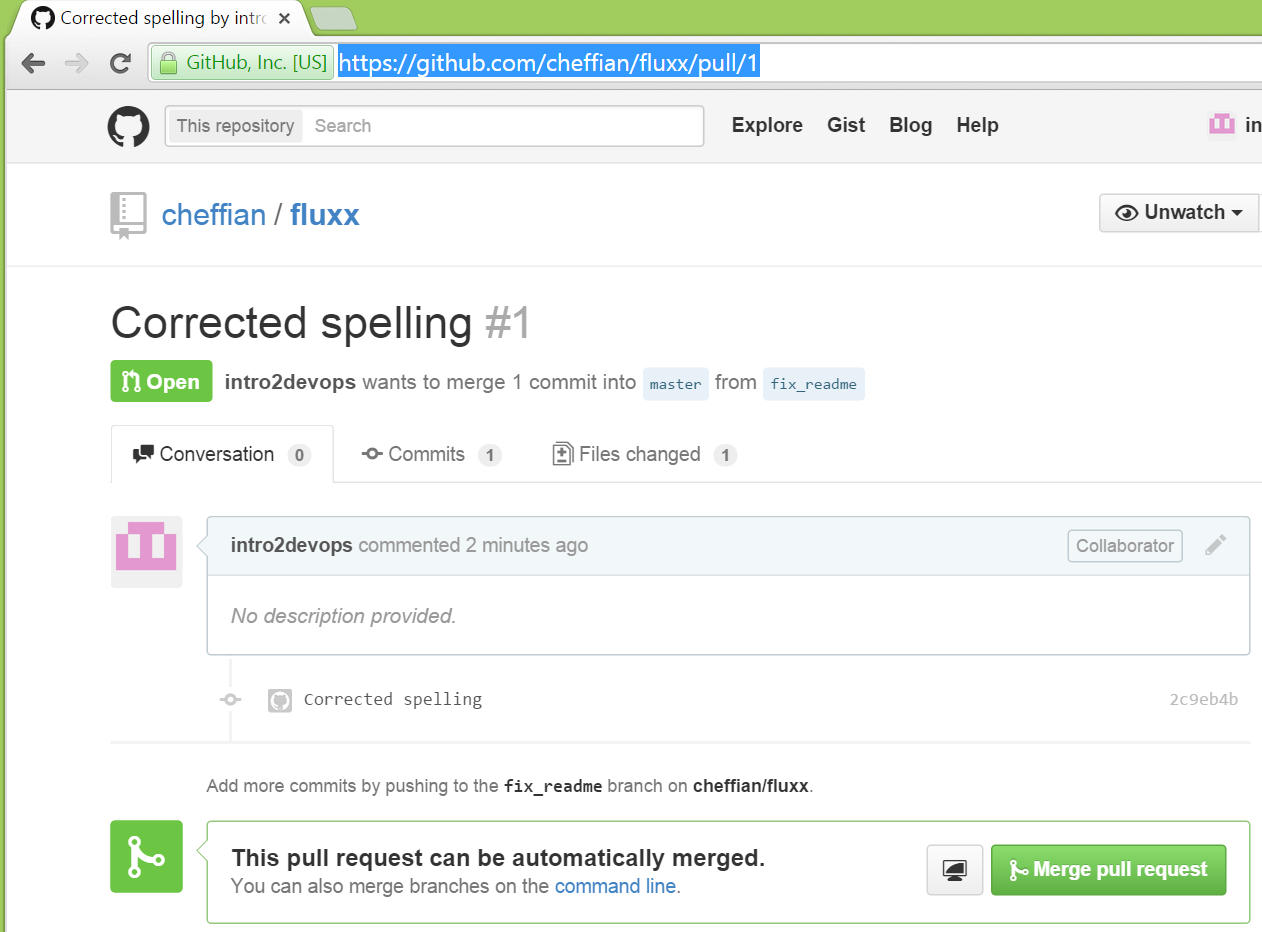 Corrected spelling by intro
GitHub, Inc. [US] https://github.com/cheffian/fluxx/pull/1
This repository Search Explore Gist Blog Help in
cheffian / fluxx Unwatch
Corrected spelling #1
Open intro2devops wants to merge 1 commit into master from fix_readme
Conversation 0 Commits 1 Files changed 1
intro2devops commented 2 minutes ago Collaborator
No description provided.
Corrected spelling 2c9eb4b
Add more commits by pushing to the fix_readme branch on cheffian/fluxx.
This pull request can be automatically merged.
You can also merge branches on the command line.
Merge pull request